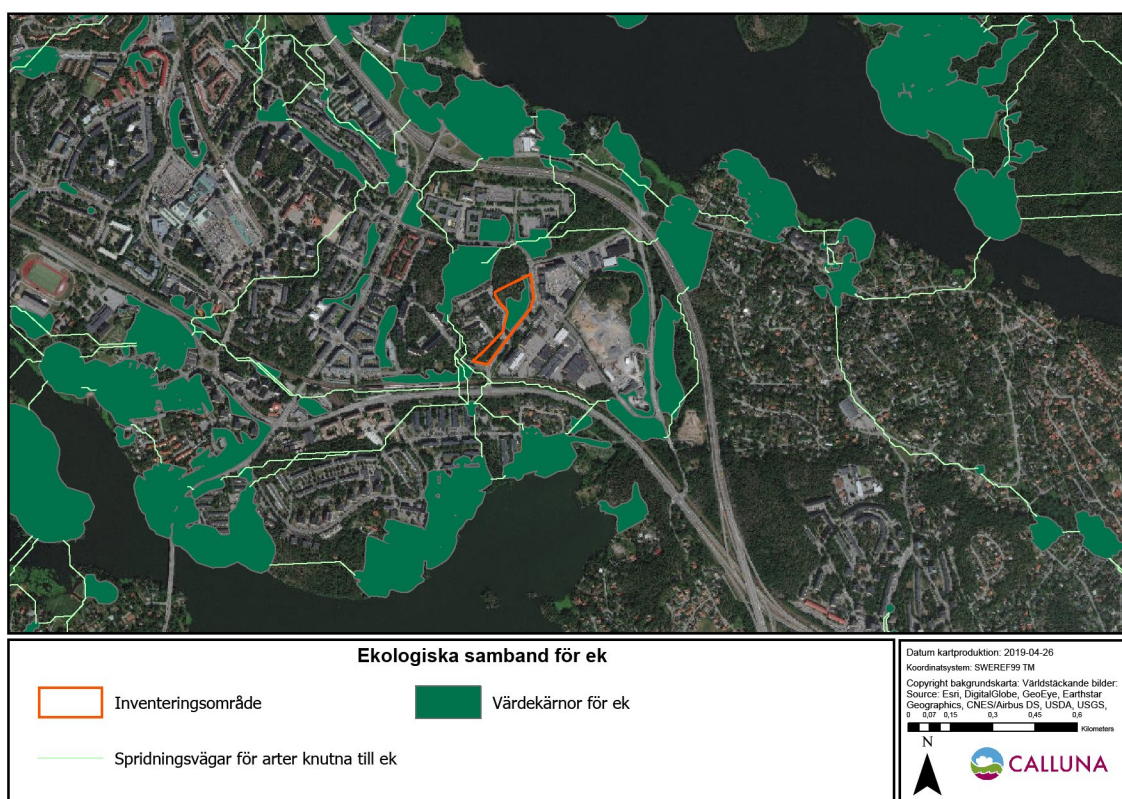 Ekologiska samband för ek
Inventeringsområde
Värdekärnor för ek
Spridningsvägar för arter knutna till ek
Datum kartproduktion: 2019-04-26
Koordinatsystem: SWEREF99 TM
Copyright bakgrundskarta: Världstäckande bilder:
Source: Esri, DigitalGlobe, GeoEye, Earthstar
Geographics, CNES/Airbus DS, USDA, USGS,
0 0,07 0,15 0,3 0,45 0,6
Kilometers
N
CALLUNA